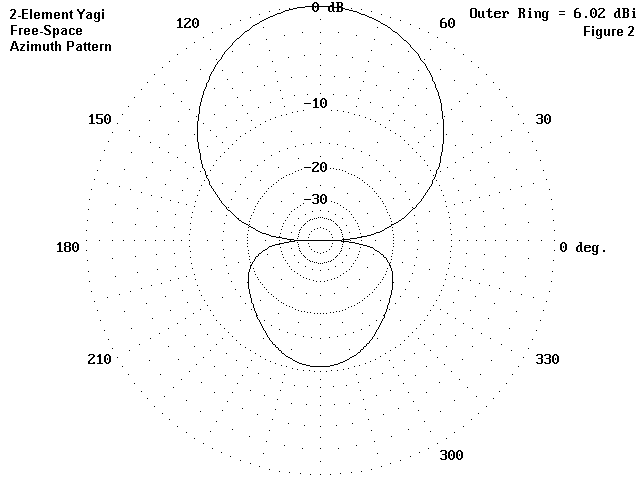 2-Element Yagi
Free-Space
Azimuth Pattern
0 dB
Outer Ring = 6.02 dBi
Figure 2
120
60
-10
150
30
-20
-30
180
0 deg.
210
330
300